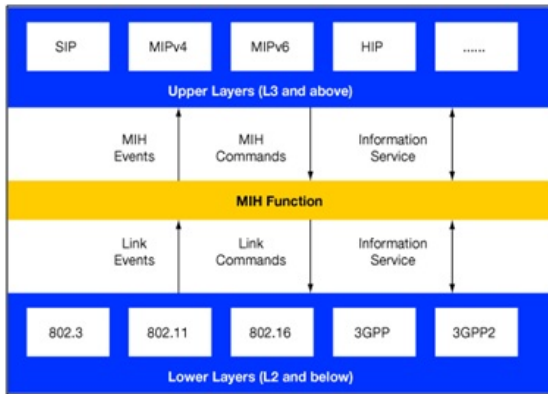 SIP MIPv4 MIPv6 HIP ......
Upper Layers (L3 and above)
MIH Events
MIH Commands
Information Service
MIH Function
Link Events
Link Commands
Information Service
802.3 802.11 802.16 3GPP 3GPP2
Lower Layers (L2 and below)